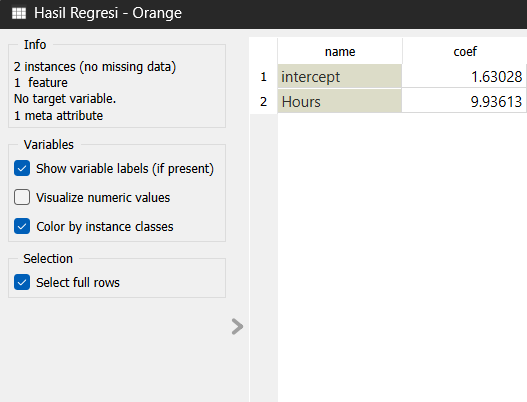 Hasil Regresi - Orange
Info
2 instances (no missing data)
1 feature
No target variable.
1 meta attribute
Variables
Show variable labels (if present)
Visualize numeric values
Color by instance classes
Selection
Select full rows
name coef
1 intercept 1.63028
2 Hours 9.93613